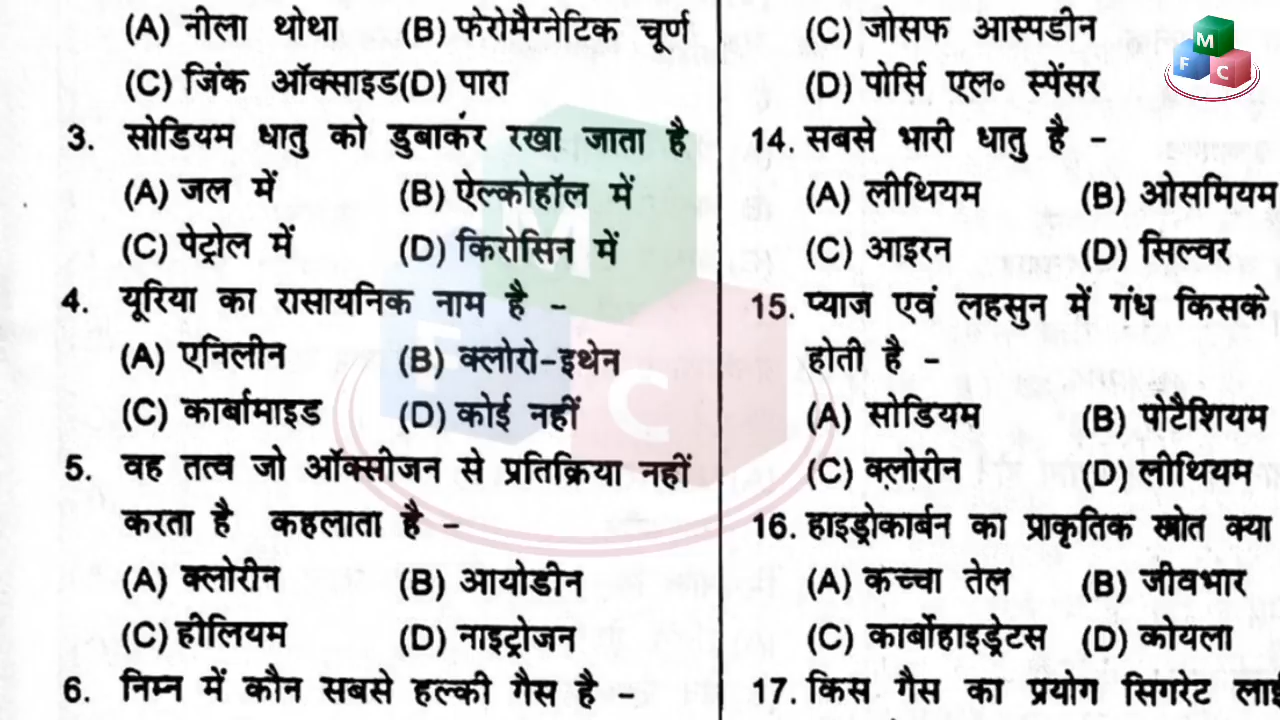 (A) नीला थोथा (B) फेरोमैग्नेटिक चूर्ण
(C) जिंक ऑक्साइड(D) पारा
3. सोडियम धातु को डुबाकर रखा जाता है
(A) जल में (B) ऐल्कोहॉल में
(C) पेट्रोल में (D) किरोसिन में
4. यूरिया का रासायनिक नाम है –
(A) एनिलीन (B) क्लोरो-इथेन
(C) कार्बामाइड (D) कोई नहीं
5. वह तत्व जो ऑक्सीजन से प्रतिक्रिया नहीं
करता है कहलाता है –
(A) क्लोरीन (B) आयोडीन
(C) हीलियम (D) नाइट्रोजन
6. निम्न में कौन सबसे हल्की गैस है –
(C) जोसफ आस्पडीन
(D) पोर्सि एल॰ स्पेंसर
14. सबसे भारी धातु है –
(A) लीथियम (B) ओसमियम
(C) आइरन (D) सिल्वर
15. प्याज एवं लहसुन में गंध किसके
होती है –
(A) सोडियम (B) पोटैशियम
(C) क्लोरीन (D) लीथियम
16. हाइड्रोकार्बन का प्राकृतिक स्रोत क्या
(A) कच्चा तेल (B) जीवभार
(C) कार्बोहाइड्रेटस (D) कोयला
17. किस गैस का प्रयोग सिगरेट
M
F
C
M
F
C